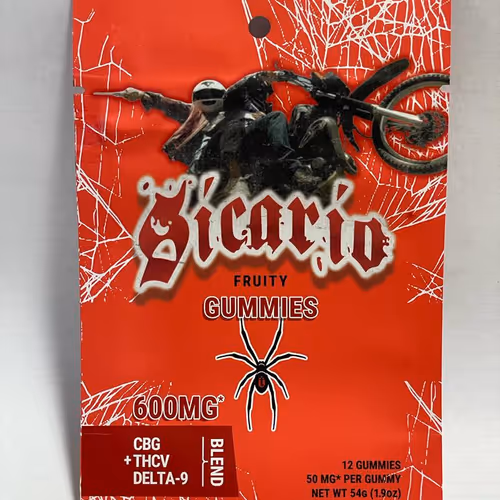 Sicario
FRUITY
GUMMIES
600MG*
CBG
+THCV
DELTA-9
BLEND
12 GUMMIES
50 MG* PER GUMMY
NET WT 54g (1.9oz)